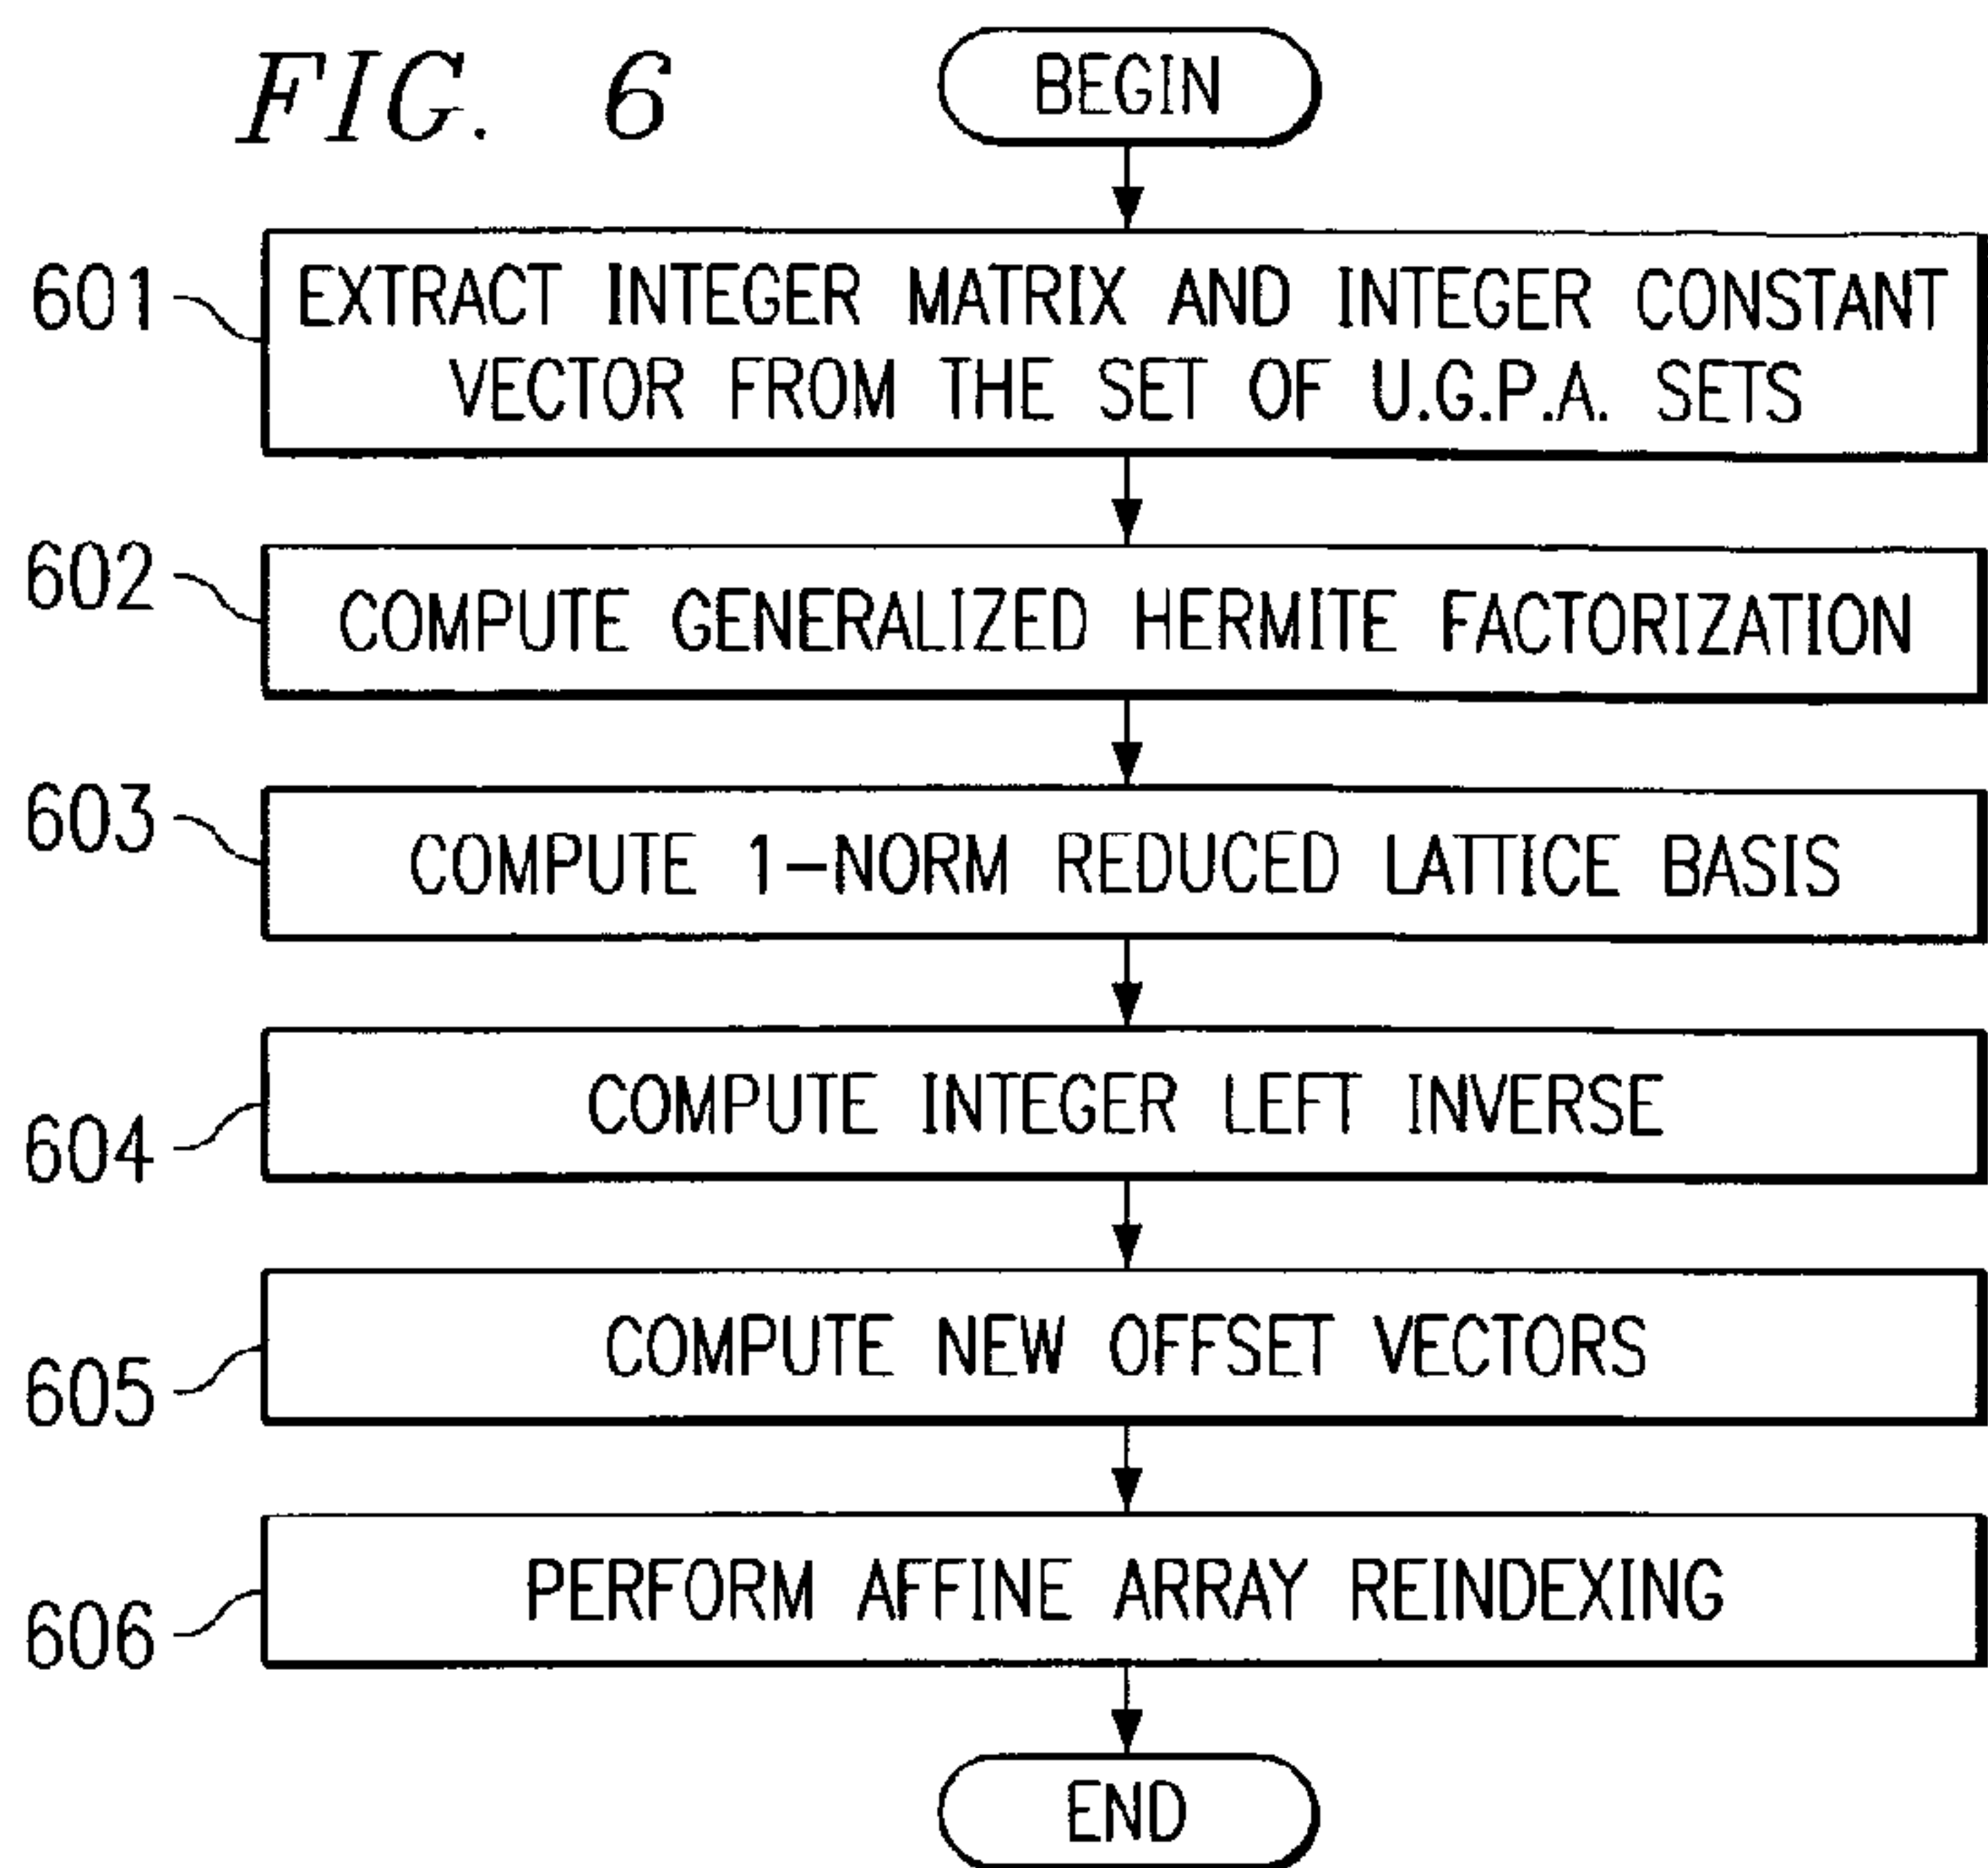 FIG. 6
BEGIN
601
EXTRACT INTEGER MATRIX AND INTEGER CONSTANT
VECTOR FROM THE SET OF U.G.P.A. SETS
602
COMPUTE GENERALIZED HERMITE FACTORIZATION
603
COMPUTE 1-NORM REDUCED LATTICE BASIS
604
COMPUTE INTEGER LEFT INVERSE
605
COMPUTE NEW OFFSET VECTORS
606
PERFORM AFFINE ARRAY REINDEXING
END